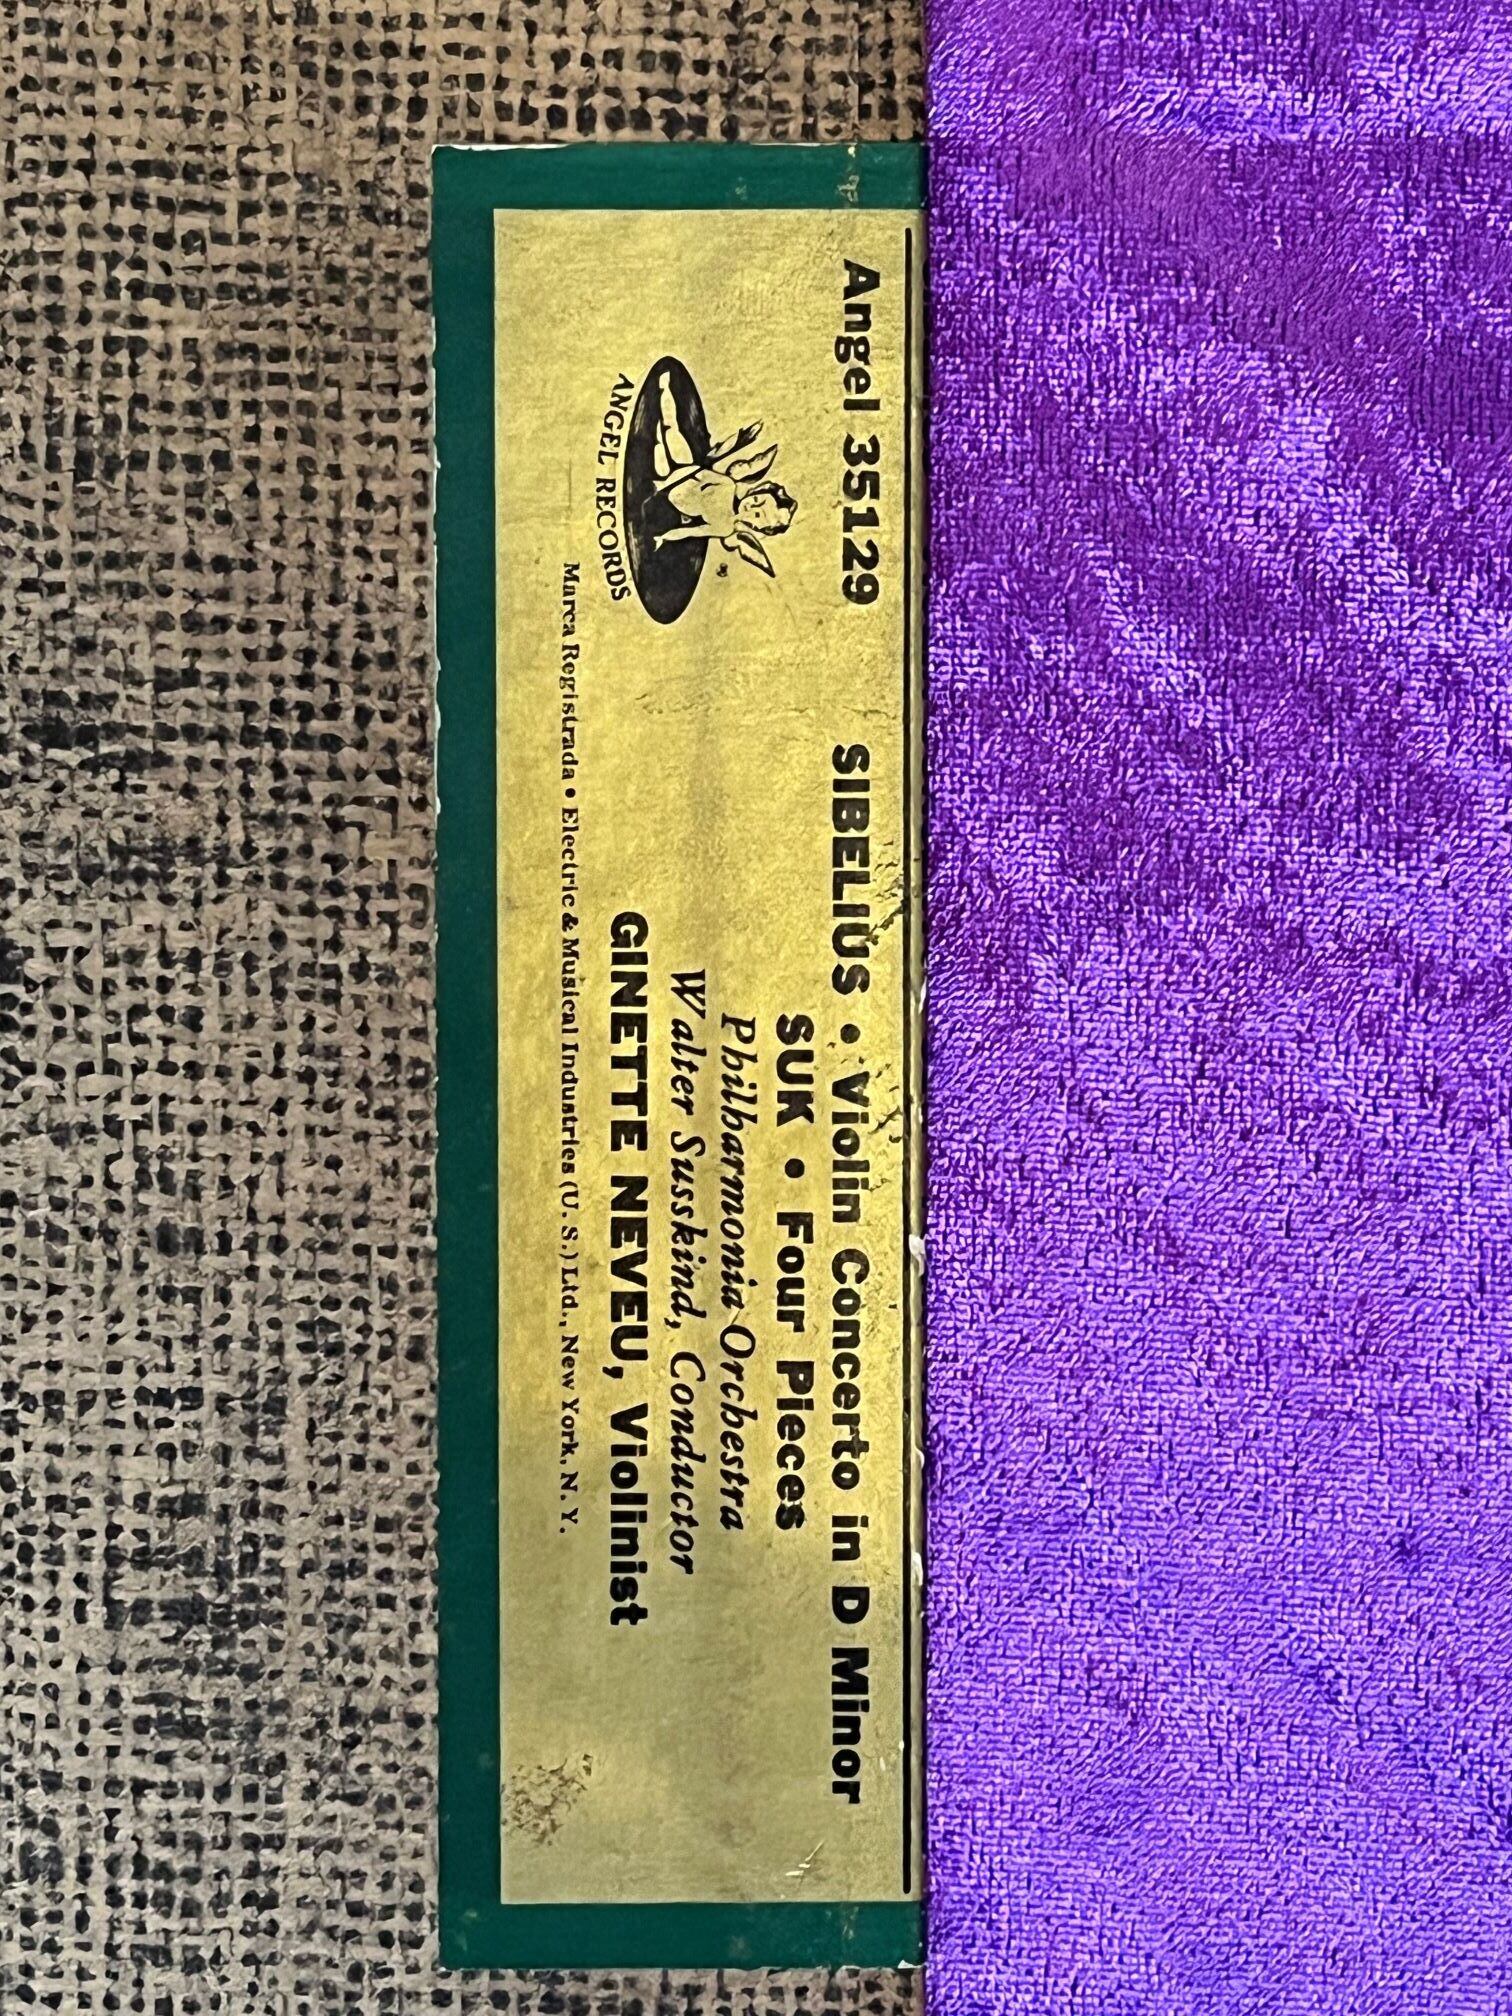 Angel 35129
SIBELIUS • Violin Concerto in D Minor
SUK • Four Pieces
Philharmonia Orchestra
Walter Susskind, Conductor
GINETTE NEVEU, Violinist
ANGEL RECORDS
Marca Registrada • Electric & Musical Industries (U. S.) Ltd., New York, N. Y.